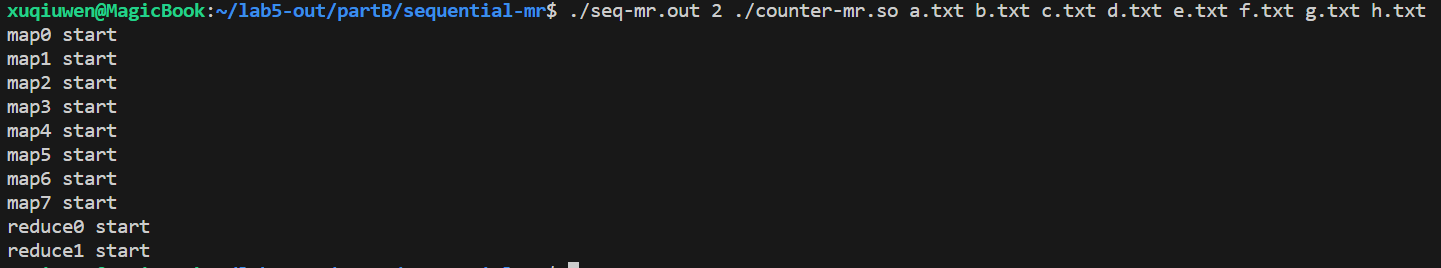 xuqiuwen@MagicBook:~/lab5-out/partB/sequential-mr$ ./seq-mr.out 2 ./counter-mr.so a.txt b.txt c.txt d.txt e.txt f.txt g.txt h.txt
map0 start
map1 start
map2 start
map3 start
map4 start
map5 start
map6 start
map7 start
reduce0 start
reduce1 start